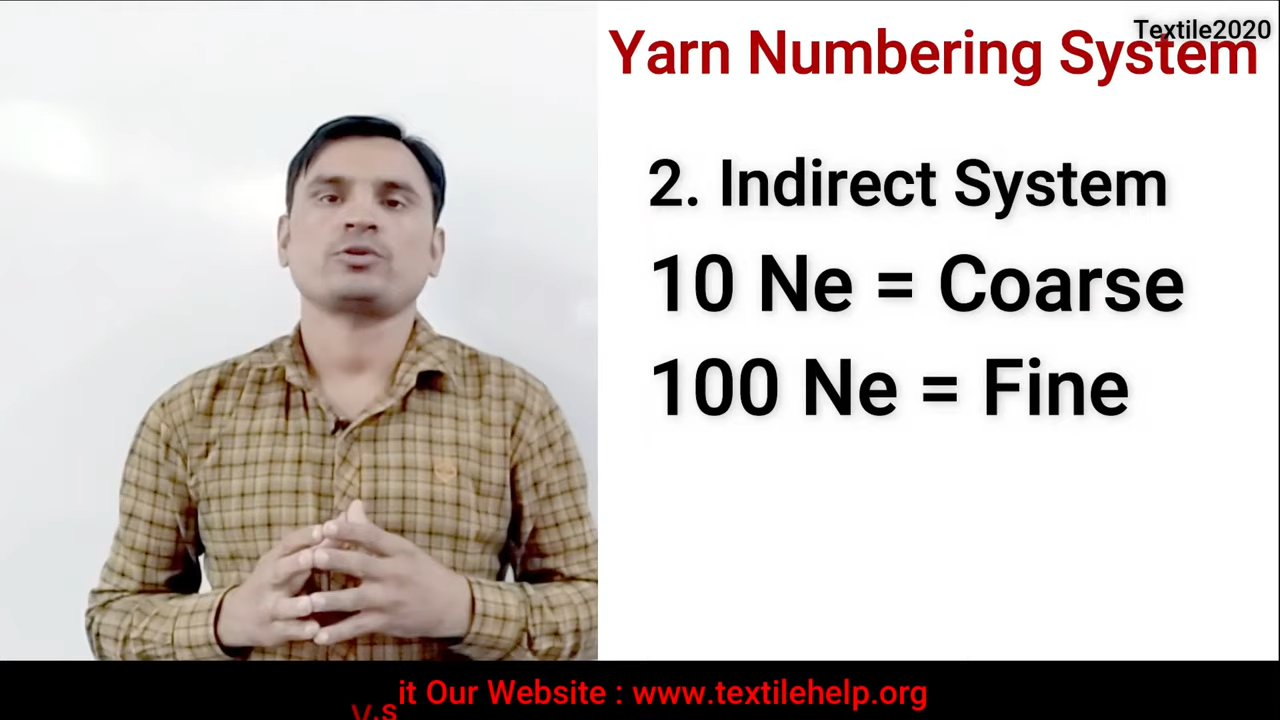 Textile2020
Yarn Numbering System
2. Indirect System
10 Ne = Coarse
100 Ne = Fine
it Our Website : www.textilehelp.org